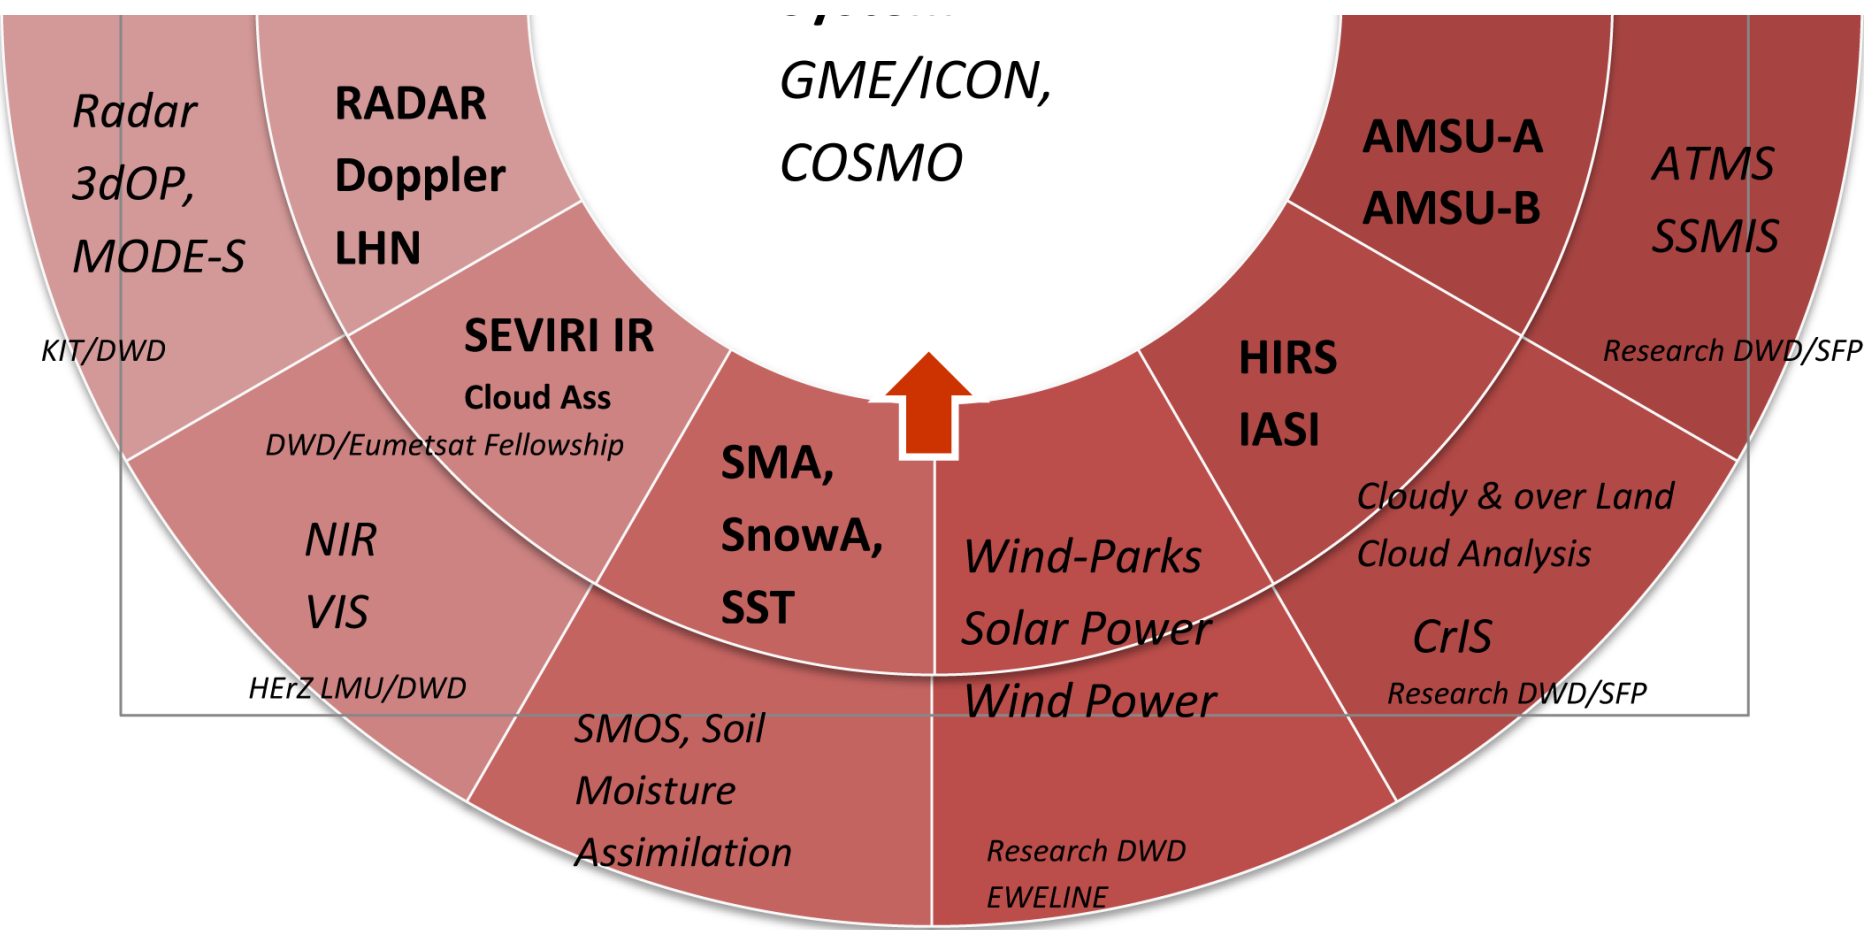 GME/ICON,
COSMO
Radar
3dOP,
MODE-S
KIT/DWD
RADAR
Doppler
LHN
SEVIRI IR
Cloud Ass
DWD/Eumetsat Fellowship
NIR
VIS
HErZ LMU/DWD
SMA,
SnowA,
SST
SMOS, Soil
Moisture
Assimilation
Wind-Parks
Solar Power
Wind Power
Research DWD
EWELINE
HIRS
IASI
Cloudy & over Land
Cloud Analysis
CrIS
Research DWD/SFP
AMSU-A
AMSU-B
ATMS
SSMIS
Research DWD/SFP